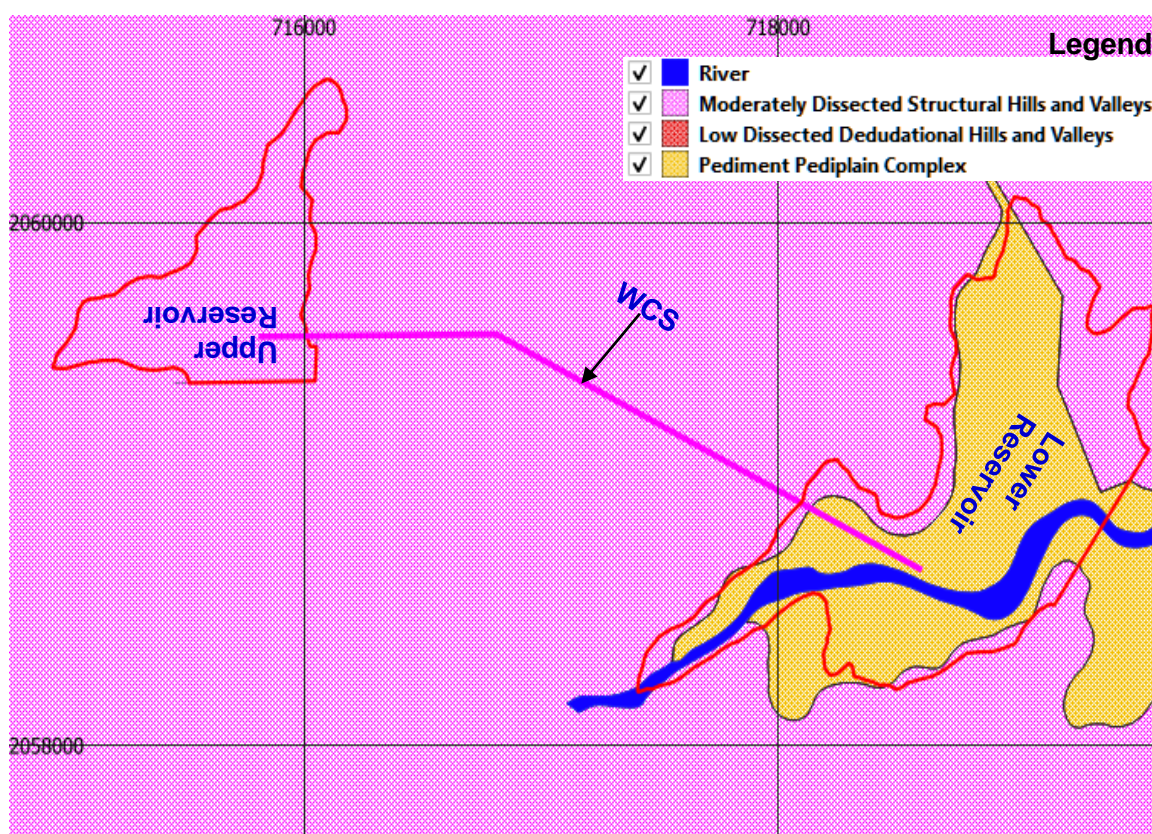 716000
718000
Legend
River
Moderately Dissected Structural Hills and Valleys
Low Dissected Dedudational Hills and Valleys
Pediment Pediplain Complex
2060000
WCS
Upper
Reservoir
Lower
Reservoir
2058000